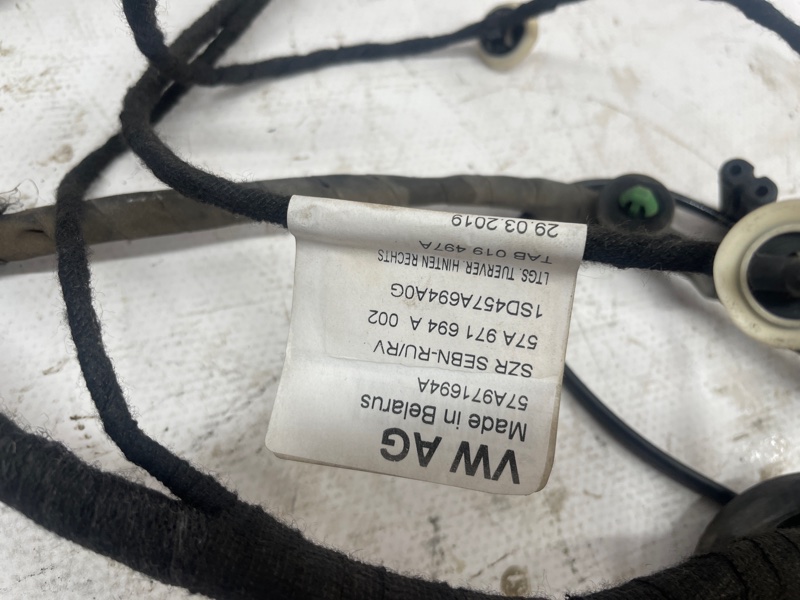 VW AG
Made in Belarus
57A971694A
SZR SEBN-RU/RV
57A 971 694 A 002
1SD457A694A0G
LTGS. TUERVER. HINTEN RECHTS
TAB 019 497A
29.03.2019